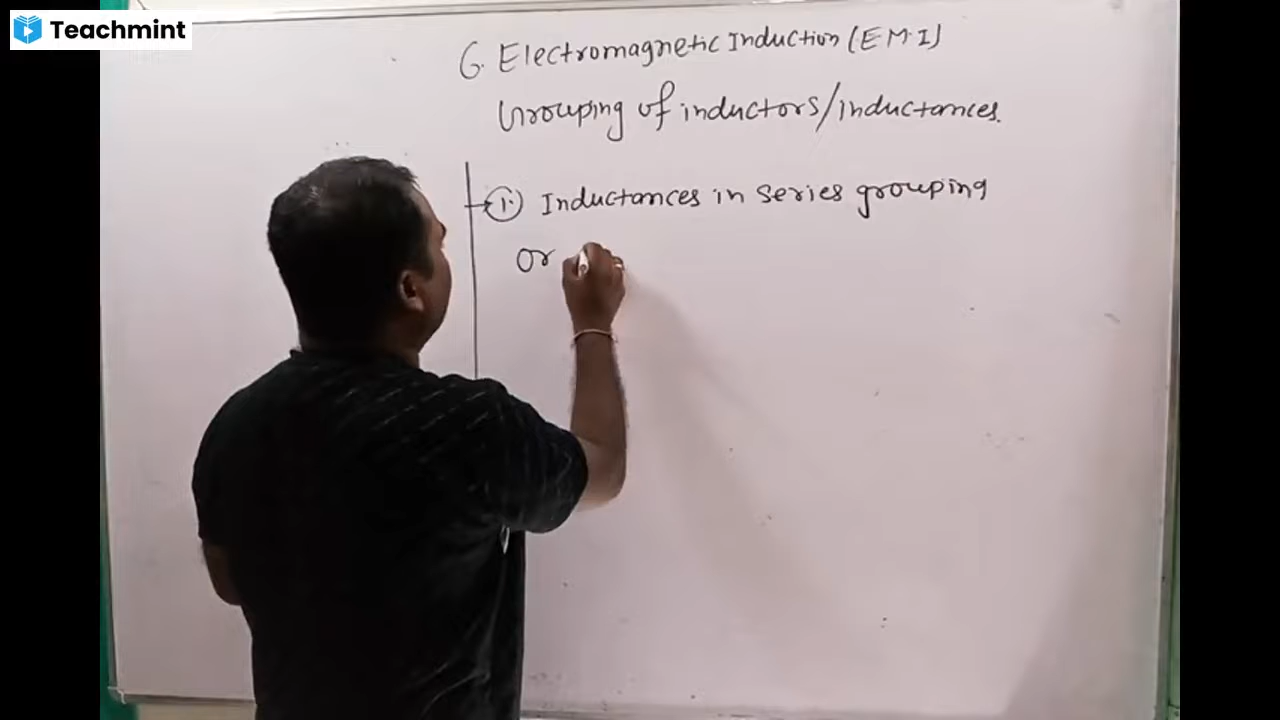 Teachmint
6. Electromagnetic Induction (E.M.I)
Grouping of inductors/inductances.
1. Inductances in series grouping
Or